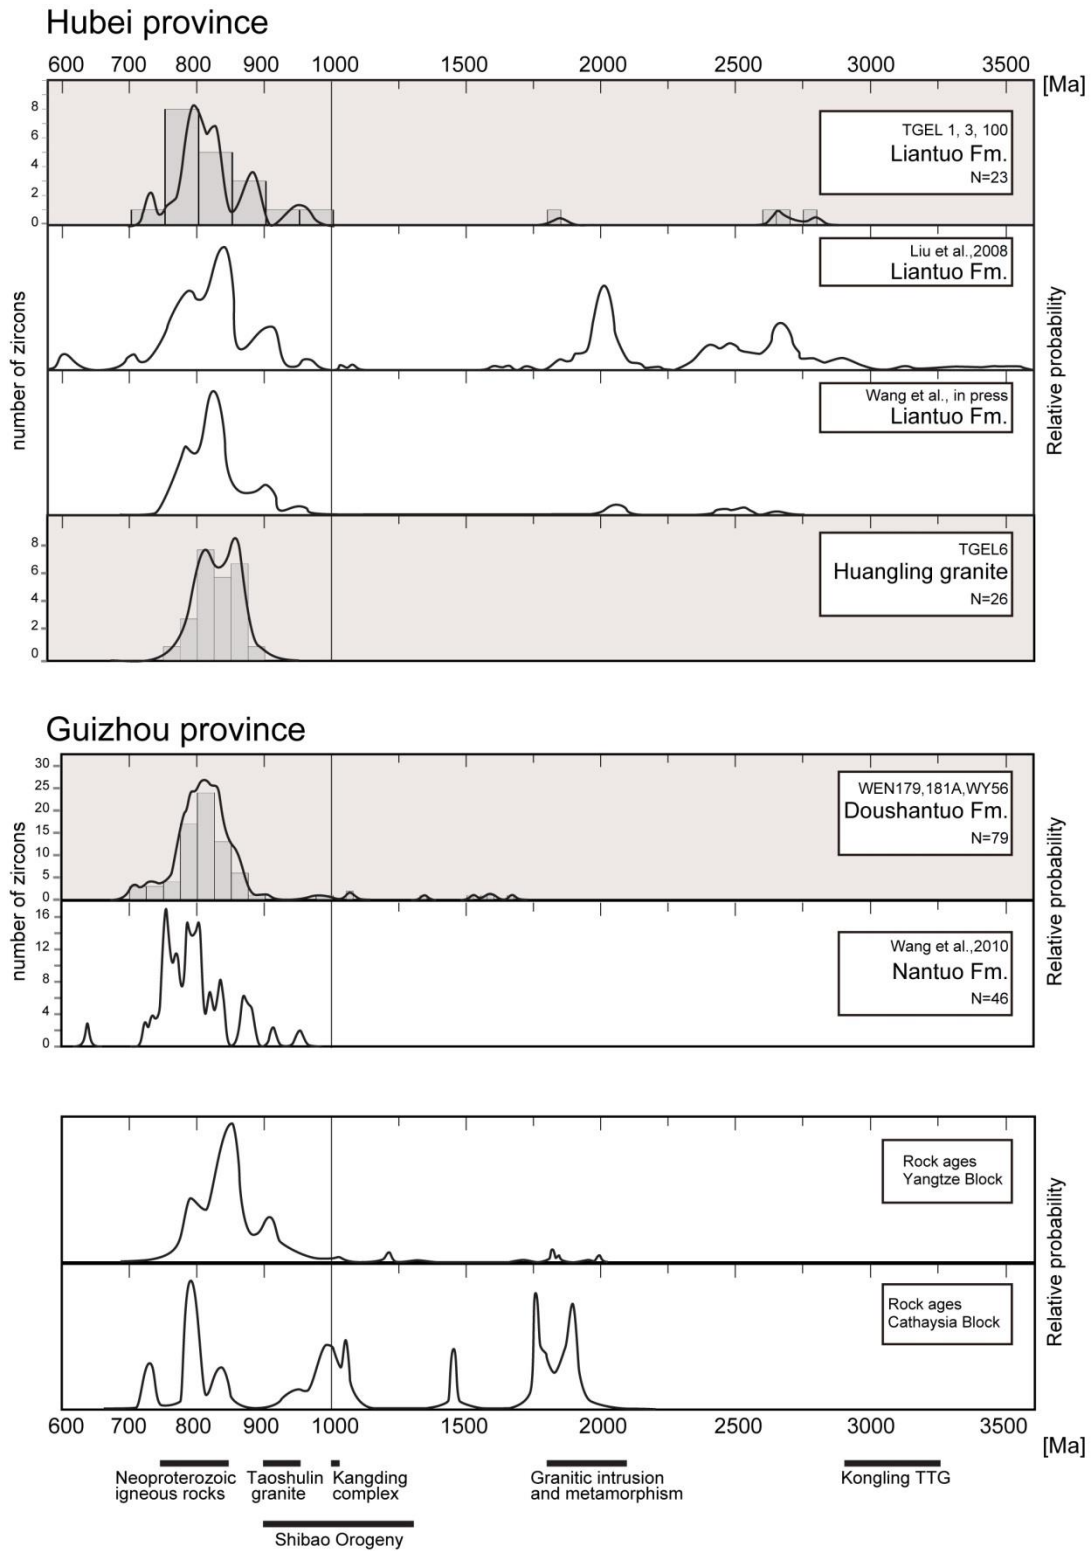 Hubei province
600 700 800 900 1000 1500 2000 2500 3000 3500
[Ma]
8
6
4
2
0
TGEL 1, 3, 100
Liantuo Fm.
N=23
Liu et al.,2008
Liantuo Fm.
Wang et al., in press
Liantuo Fm.
number of zircons
Relative probability
8
6
4
2
0
TGEL6
Huangling granite
N=26
Guizhou province
30
25
20
15
10
5
0
WEN179,181A,WY56
Doushantuo Fm.
N=79
number of zircons
Relative probability
16
12
8
4
0
Wang et al.,2010
Nantuo Fm.
N=46
Rock ages
Yangtze Block
Relative probability
Rock ages
Cathaysia Block
600 700 800 900 1000 1500 2000 2500 3000 3500
[Ma]
Neoproterozoic
igneous rocks
Taoshulin
granite
Kangding
complex
Granitic intrusion
and metamorphism
Kongling TTG
Shibao Orogeny